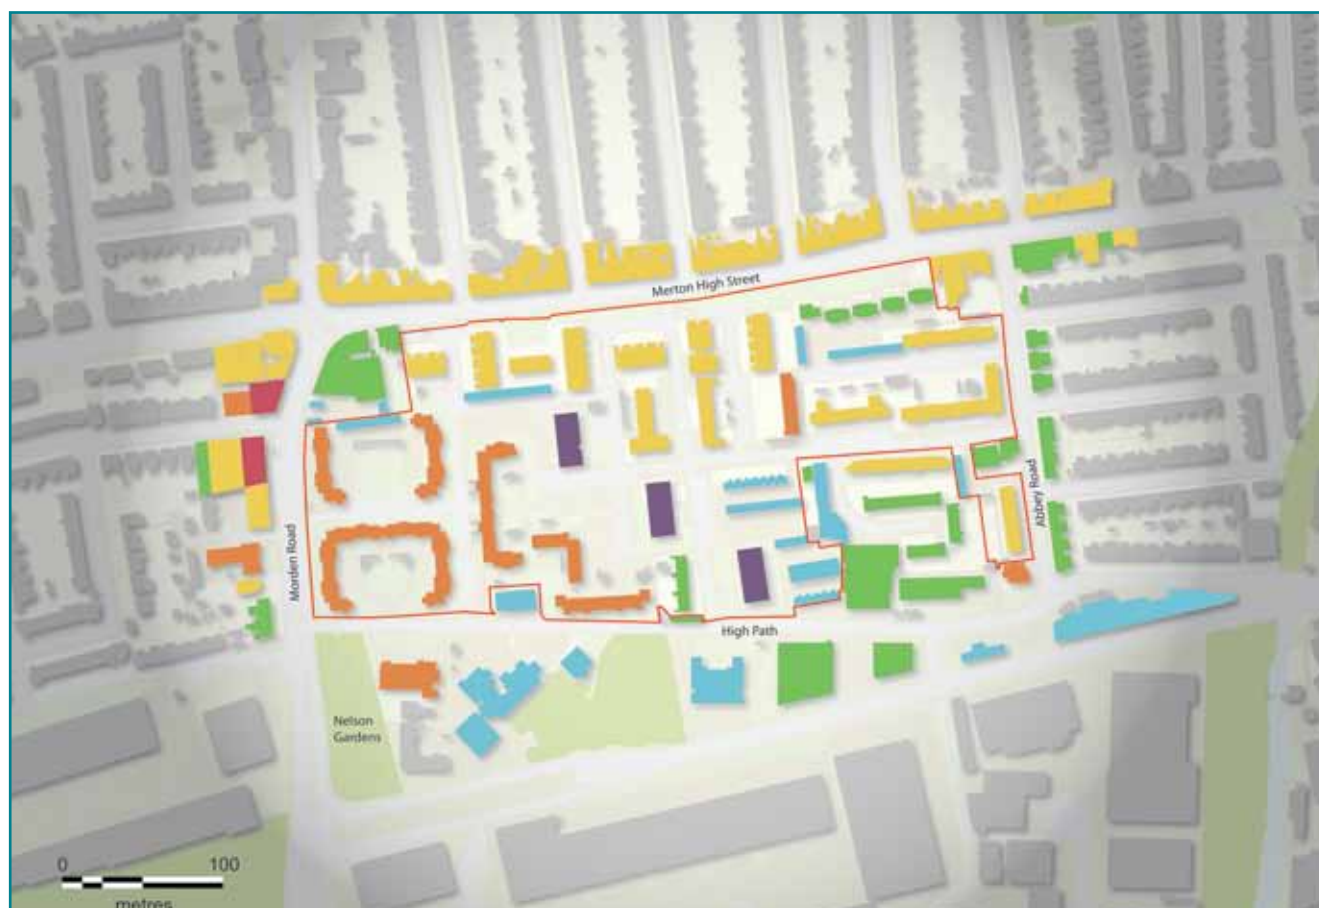 Merton High Street
Morden Road
Abbey Road
High Path
Nelson
Gardens
0 100
metres